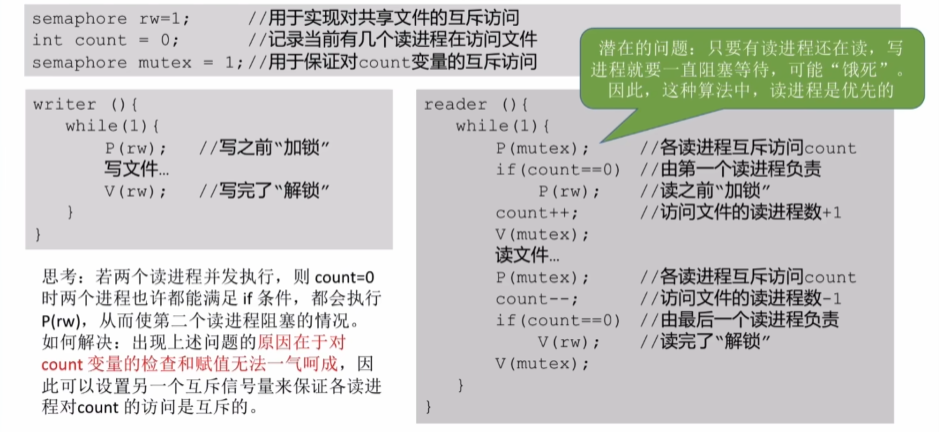 semaphore rw=1;      //用于实现对共享文件的互斥访问
int count = 0;       //记录当前有几个读进程在访问文件
semaphore mutex = 1;//用于保证对count变量的互斥访问
潜在的问题：只要有读进程还在读，写
进程就要一直阻塞等待，可能“饿死”。
因此，这种算法中，读进程是优先的
writer (){
    while(1){
        P(rw);   //写之前“加锁”
        写文件…
        V(rw);   //写完了“解锁”
    }
}
思考：若两个读进程并发执行，则 count=0
时两个进程也许都能满足 if 条件，都会执行
P(rw)，从而使第二个读进程阻塞的情况。
如何解决：出现上述问题的原因在于对
count 变量的检查和赋值无法一气呵成，因
此可以设置另一个互斥信号量来保证各读进
程对count 的访问是互斥的。
reader (){
    while(1){
        P(mutex);     //各读进程互斥访问count
        if(count==0)  //由第一个读进程负责
            P(rw);    //读之前“加锁”
        count++;      //访问文件的读进程数+1
        V(mutex);
        读文件…
        P(mutex);     //各读进程互斥访问count
        count--;      //访问文件的读进程数-1
        if(count==0)  //由最后一个读进程负责
            V(rw);    //读完了“解锁”
        V(mutex);
    }
}